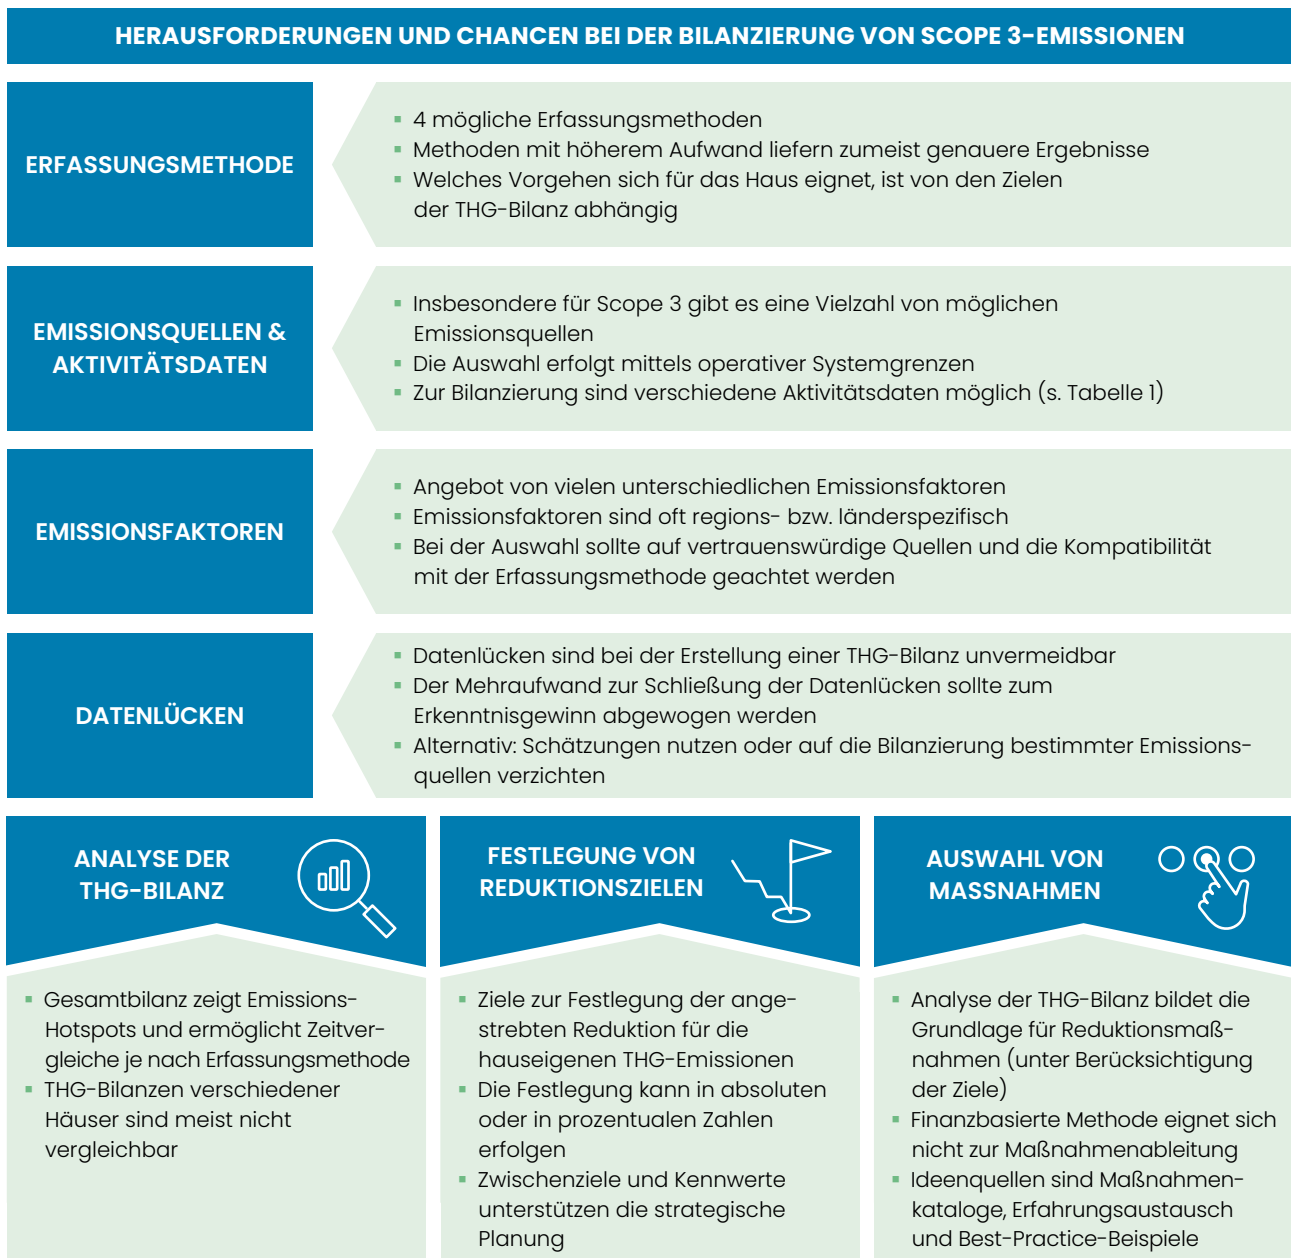 HERAUSFORDERUNGEN UND CHANCEN BEI DER BILANZIERUNG VON SCOPE 3-EMISSIONEN
ERFASSUNGSMETHODE
▪ 4 mögliche Erfassungsmethoden
▪ Methoden mit höherem Aufwand liefern zumeist genauere Ergebnisse
▪ Welches Vorgehen sich für das Haus eignet, ist von den Zielen
der THG-Bilanz abhängig
EMISSIONSQUELLEN &
AKTIVITÄTSDATEN
▪ Insbesondere für Scope 3 gibt es eine Vielzahl von möglichen
Emissionsquellen
▪ Die Auswahl erfolgt mittels operativer Systemgrenzen
▪ Zur Bilanzierung sind verschiedene Aktivitätsdaten möglich (s. Tabelle 1)
EMISSIONSFAKTOREN
▪ Angebot von vielen unterschiedlichen Emissionsfaktoren
▪ Emissionsfaktoren sind oft regions- bzw. länderspezifisch
▪ Bei der Auswahl sollte auf vertrauenswürdige Quellen und die Kompatibilität
mit der Erfassungsmethode geachtet werden
DATENLÜCKEN
▪ Datenlücken sind bei der Erstellung einer THG-Bilanz unvermeidbar
▪ Der Mehraufwand zur Schließung der Datenlücken sollte zum
Erkenntnisgewinn abgewogen werden
▪ Alternativ: Schätzungen nutzen oder auf die Bilanzierung bestimmter Emissions-
quellen verzichten
ANALYSE DER
THG-BILANZ
▪ Gesamtbilanz zeigt Emissions-
Hotspots und ermöglicht Zeitver-
gleiche je nach Erfassungsmethode
▪ THG-Bilanzen verschiedener
Häuser sind meist nicht
vergleichbar
FESTLEGUNG VON
REDUKTIONSZIELEN
▪ Ziele zur Festlegung der ange-
strebten Reduktion für die
hauseigenen THG-Emissionen
▪ Die Festlegung kann in absoluten
oder in prozentualen Zahlen
erfolgen
▪ Zwischenziele und Kennwerte
unterstützen die strategische
Planung
AUSWAHL VON
MASSNAHMEN
▪ Analyse der THG-Bilanz bildet die
Grundlage für Reduktionsmaß-
nahmen (unter Berücksichtigung
der Ziele)
▪ Finanzbasierte Methode eignet sich
nicht zur Maßnahmenableitung
▪ Ideenquellen sind Maßnahmen-
kataloge, Erfahrungsaustausch
und Best-Practice-Beispiele